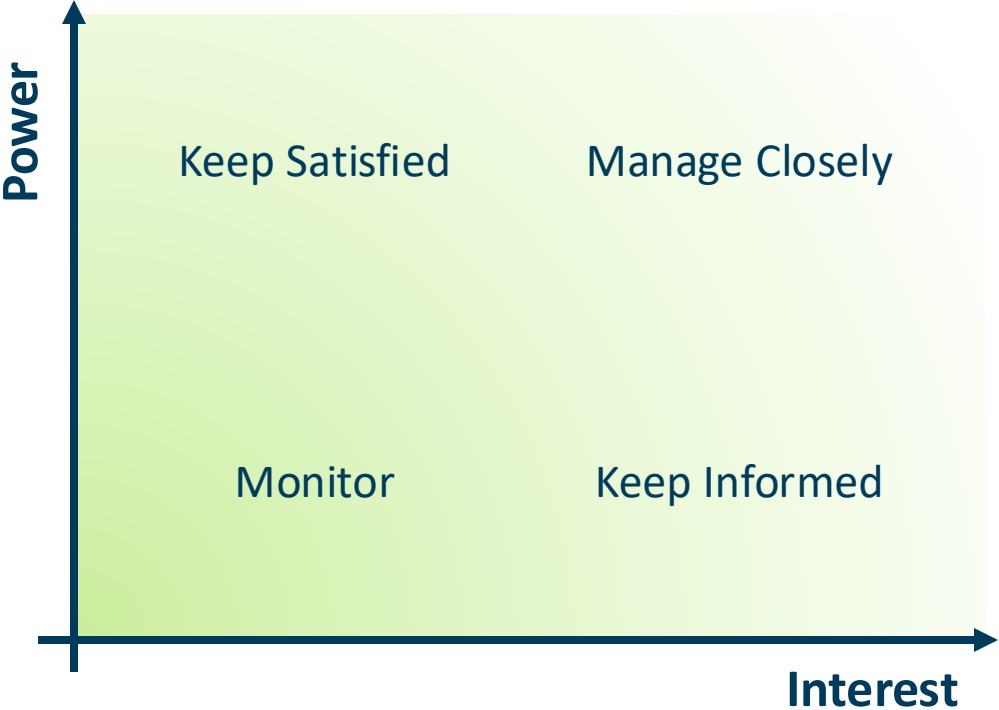 Power
Keep Satisfied
Manage Closely
Monitor
Keep Informed
Interest